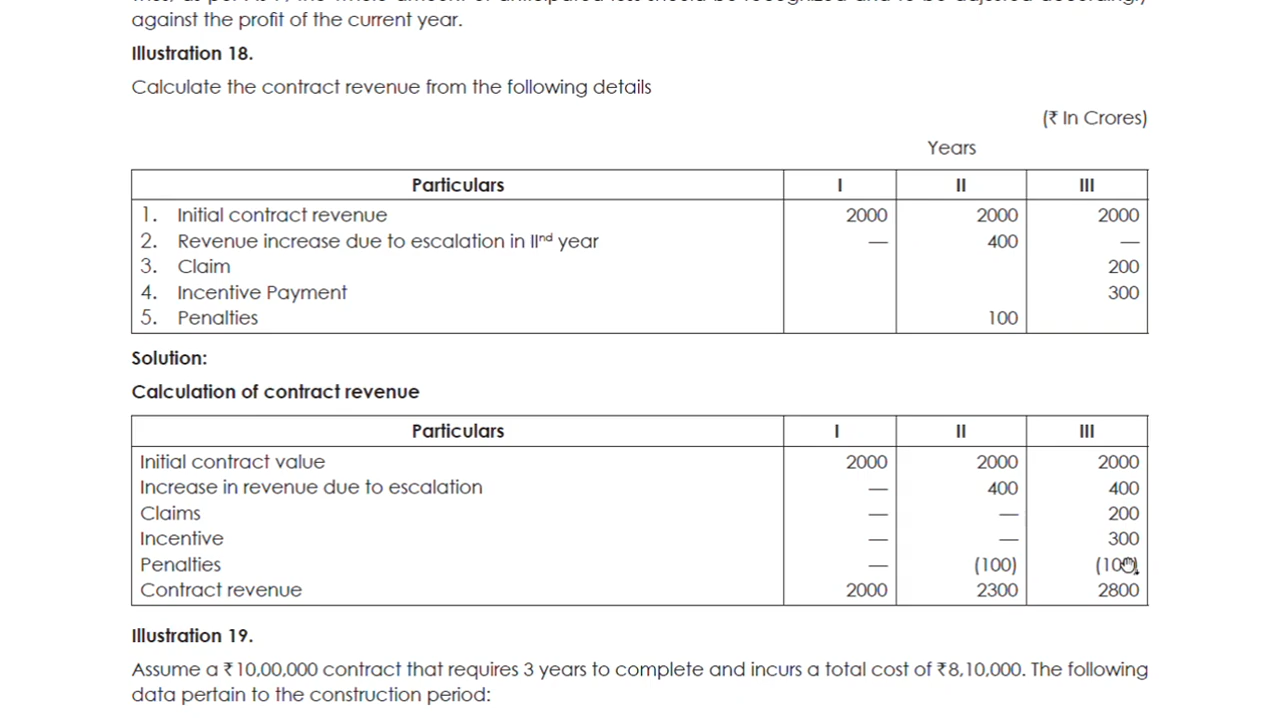 against the profit of the current year.
Illustration 18.
Calculate the contract revenue from the following details
(₹ In Crores)
Years
Particulars I II III
1. Initial contract revenue 2000 2000 2000
2. Revenue increase due to escalation in IInd year — 400 —
3. Claim 200
4. Incentive Payment 300
5. Penalties 100
Solution:
Calculation of contract revenue
Particulars I II III
Initial contract value 2000 2000 2000
Increase in revenue due to escalation — 400 400
Claims — — 200
Incentive — — 300
Penalties — (100) (100)
Contract revenue 2000 2300 2800
Illustration 19.
Assume a ₹10,00,000 contract that requires 3 years to complete and incurs a total cost of ₹8,10,000. The following
data pertain to the construction period: